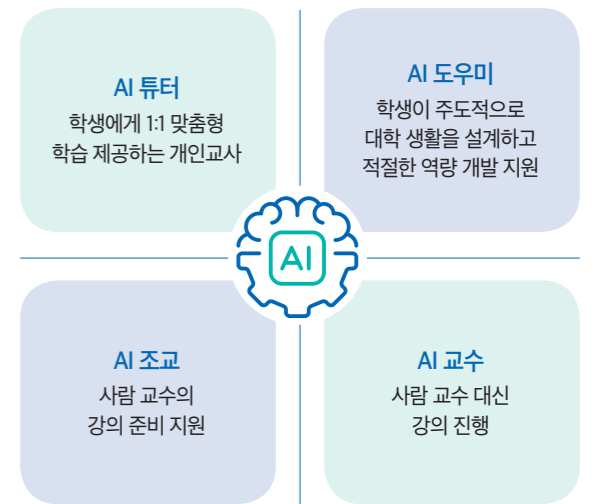 AI 튜터
학생에게 1:1 맞춤형
학습 제공하는 개인교사
AI 도우미
학생이 주도적으로
대학 생활을 설계하고
적절한 역량 개발 지원
AI
AI 조교
사람 교수의
강의 준비 지원
AI 교수
사람 교수 대신
강의 진행